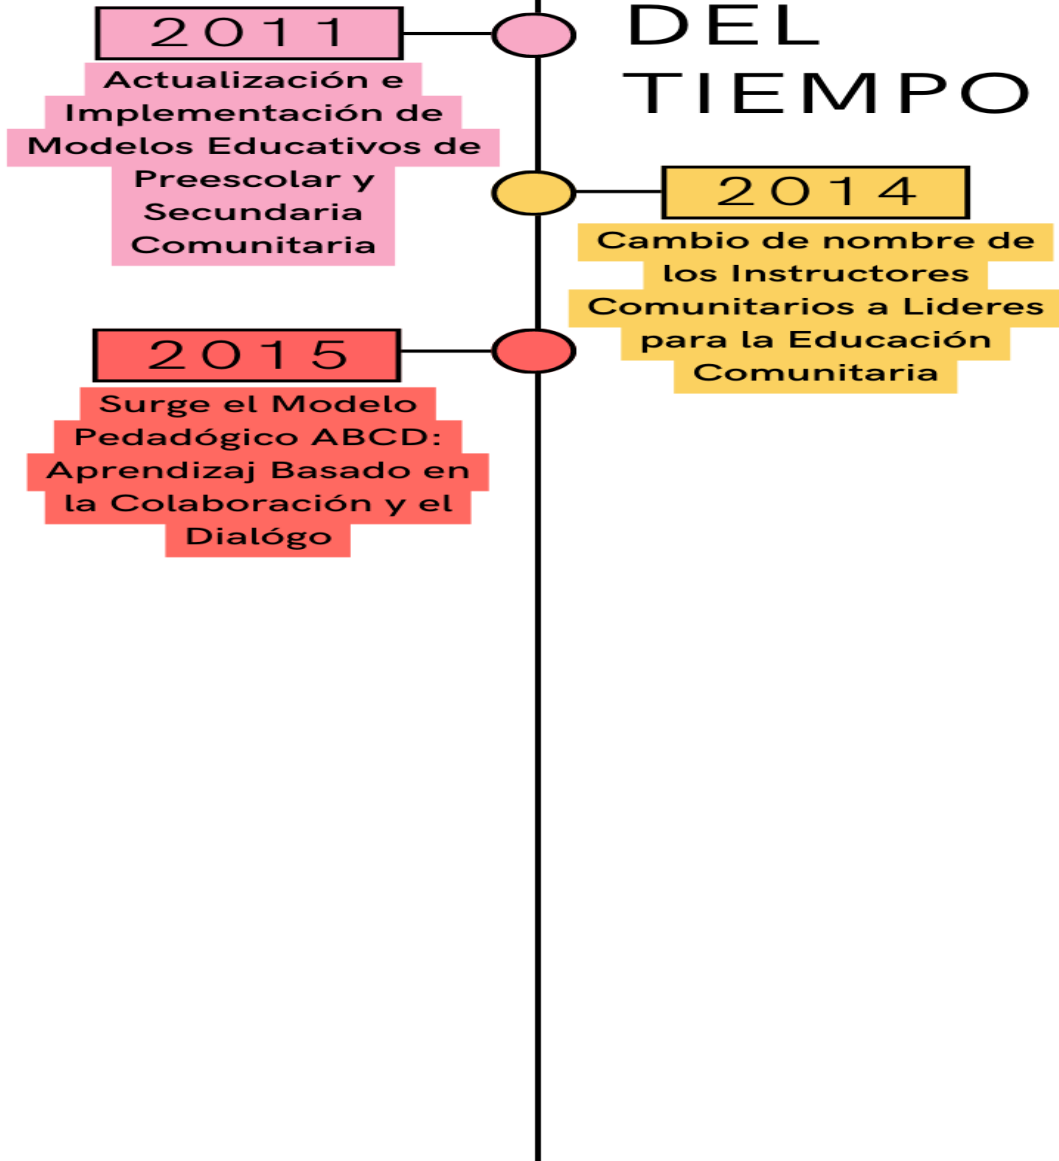 DEL
TIEMPO
2011
Actualización e
Implementación de
Modelos Educativos de
Preescolar y
Secundaria
Comunitaria
2014
Cambio de nombre de
los Instructores
Comunitarios a Lideres
para la Educación
Comunitaria
2015
Surge el Modelo
Pedadógico ABCD:
Aprendizaj Basado en
la Colaboración y el
Dialógo